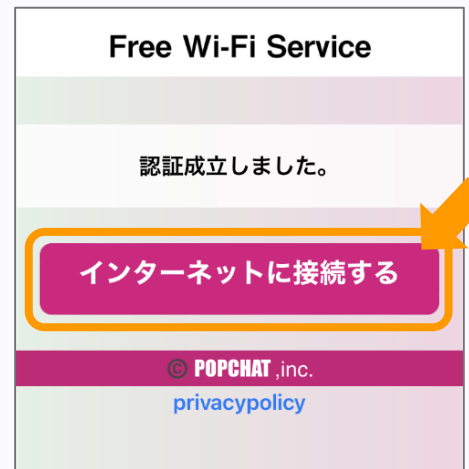 Free Wi-Fi Service
認証成立しました。
インターネットに接続する
© POPCHAT ,inc.
privacypolicy